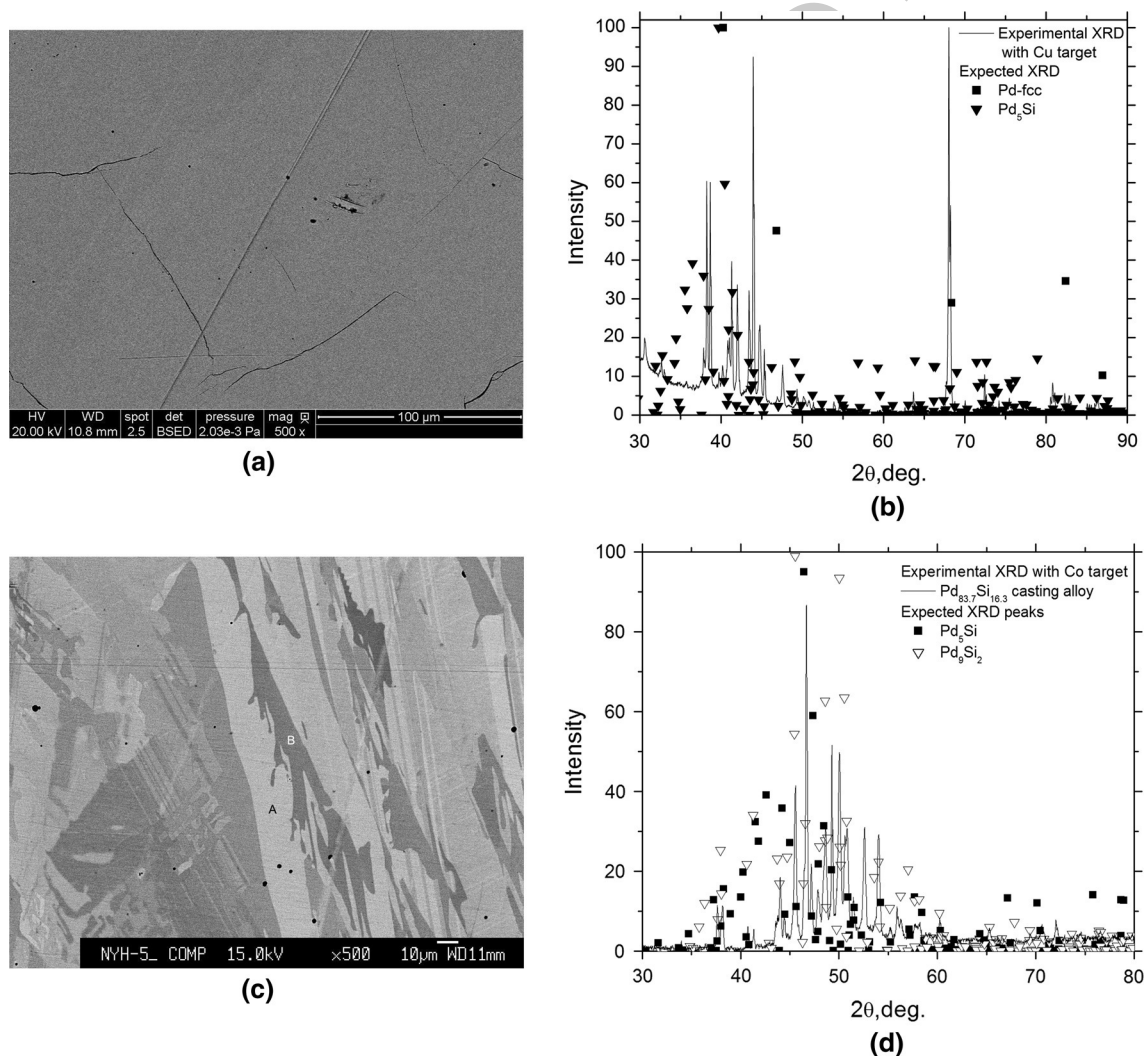 HV WD spot det pressure mag
20.00 kV 10.8 mm 2.5 BSED 2.03e-3 Pa 500 x
100 µm
(a)
100
90
80
70
60
50
40
30
20
10
0
Intensity
Experimental XRD
with Cu target
Expected XRD
Pd-fcc
Pd5Si
30 40 50 60 70 80 90
2θ,deg.
(b)
A
B
NYH-5_ COMP 15.0kV ×500 10µm WD11mm
(c)
100
80
60
40
20
0
Intensity
Experimental XRD with Co target
Pd83.7Si16.3 casting alloy
Expected XRD peaks
Pd5Si
Pd9Si2
30 40 50 60 70 80
2θ,deg.
(d)